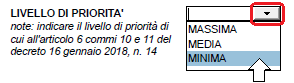 LIVELLO DI PRIORITA'
note: indicare il livello di priorità di
cui all'articolo 6 commi 10 e 11 del
decreto 16 gennaio 2018, n. 14
MASSIMA
MEDIA
MINIMA